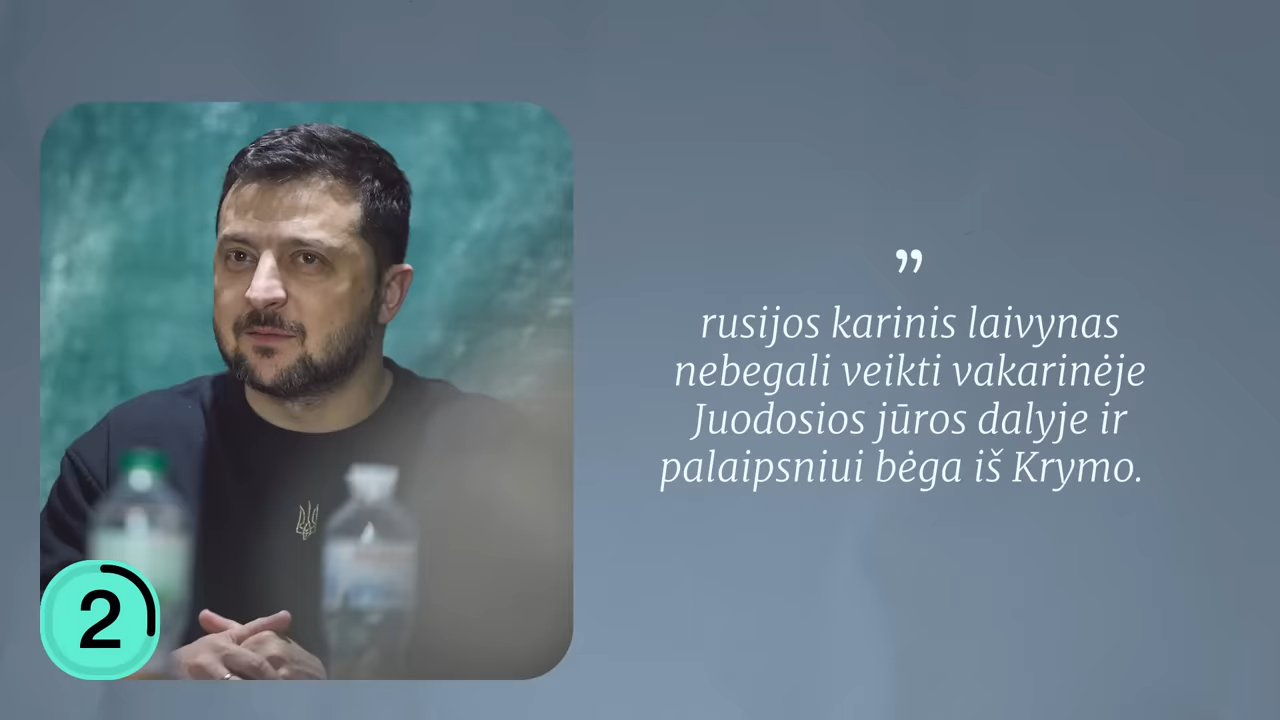 ”
rusijos karinis laivynas
nebegali veikti vakarinėje
Juodosios jūros dalyje ir
palaipsniui bėga iš Krymo.
2